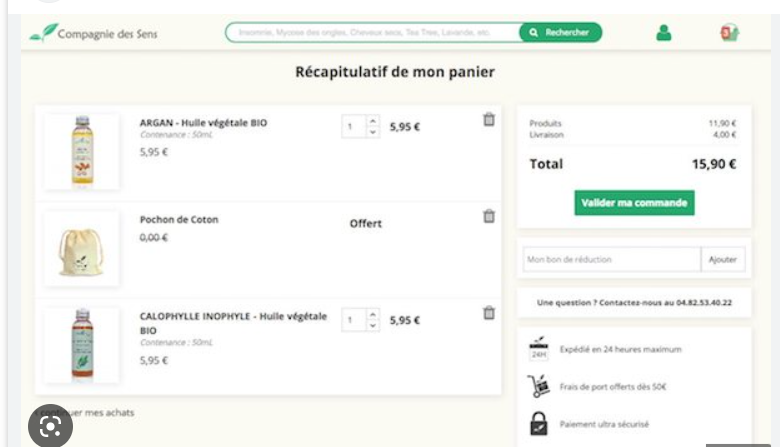 Compagnie des Sens
Insomnie, Mycose des ongles, Cheveux secs, Tea Tree, Lavande, etc.
Rechercher
3
Récapitulatif de mon panier
ARGAN - Huile végétale BIO
Contenance : 50mL
5,95 €
1
5,95 €
Pochon de Coton
0,00 €
Offert
CALOPHYLLE INOPHYLE - Huile végétale
BIO
Contenance : 50mL
5,95 €
1
5,95 €
continuer mes achats
Produits 11,90 €
Livraison 4,00 €
Total 15,90 €
Valider ma commande
Mon bon de réduction
Ajouter
Une question ? Contactez-nous au 04.82.53.40.22
24H
Expédié en 24 heures maximum
Frais de port offerts dès 50€
Paiement ultra sécurisé